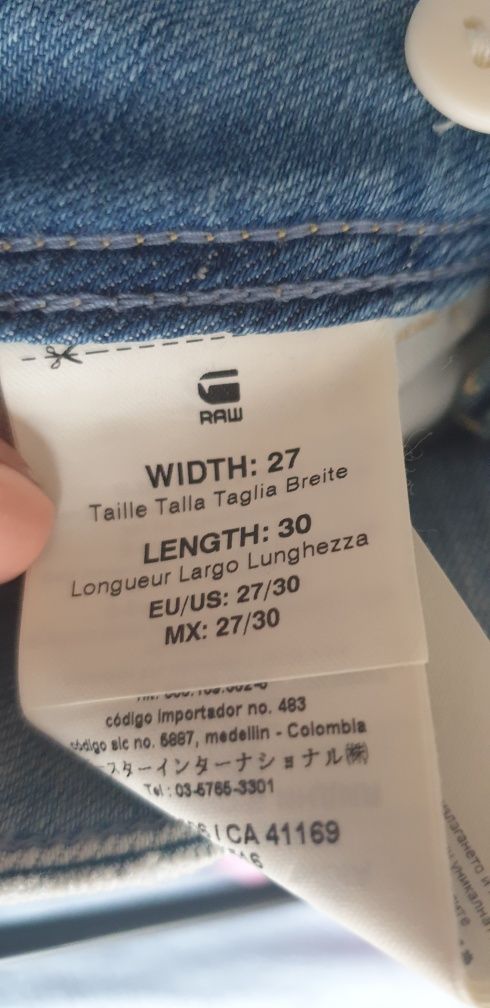 RAW
WIDTH: 27
Taille Talla Taglia Breite
LENGTH: 30
Longueur Largo Lunghezza
EU/US: 27/30
MX: 27/30
código importador no. 483
código sic no. 6887, medellin - Colombia
スターインターナショナル㈱
Tel : 03-5765-3301
CA 41169